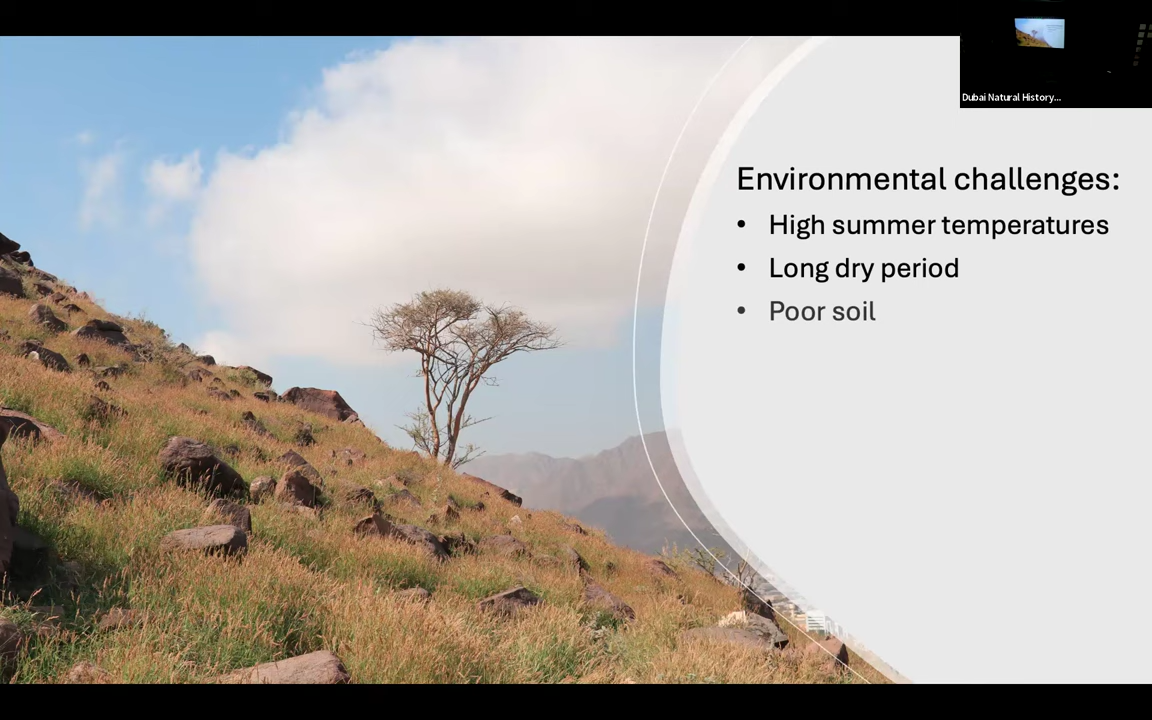 Dubai Natural History...
Environmental challenges:
• High summer temperatures
• Long dry period
• Poor soil